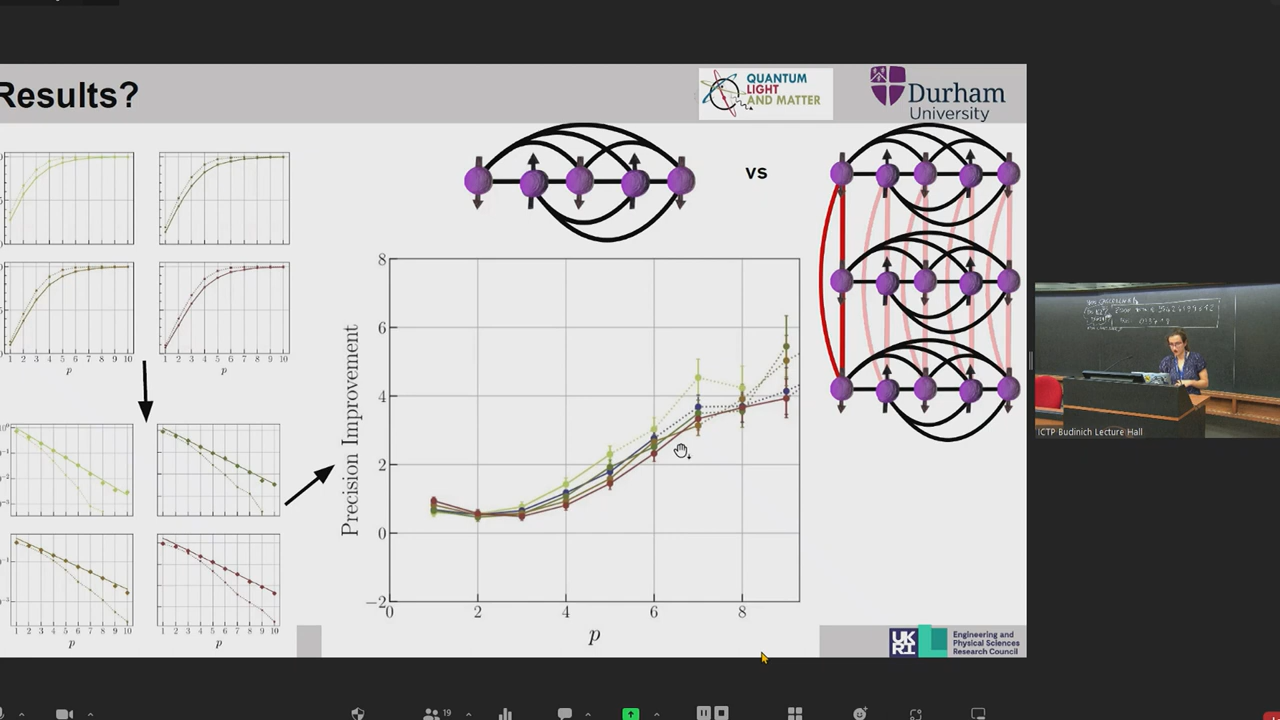 Results?
QUANTUM
LIGHT
AND MATTER
Durham
University
vs
1 2 3 4 5 6 7 8 9 10
p
1 2 3 4 5 6 7 8 9 10
p
1 2 3 4 5 6 7 8 9 10
p
1 2 3 4 5 6 7 8 9 10
p
Precision Improvement
8
6
4
2
0
−2
0 2 4 6 8
p
ICTP Budinich Lecture Hall
UKRI
Engineering and
Physical Sciences
Research Council
19